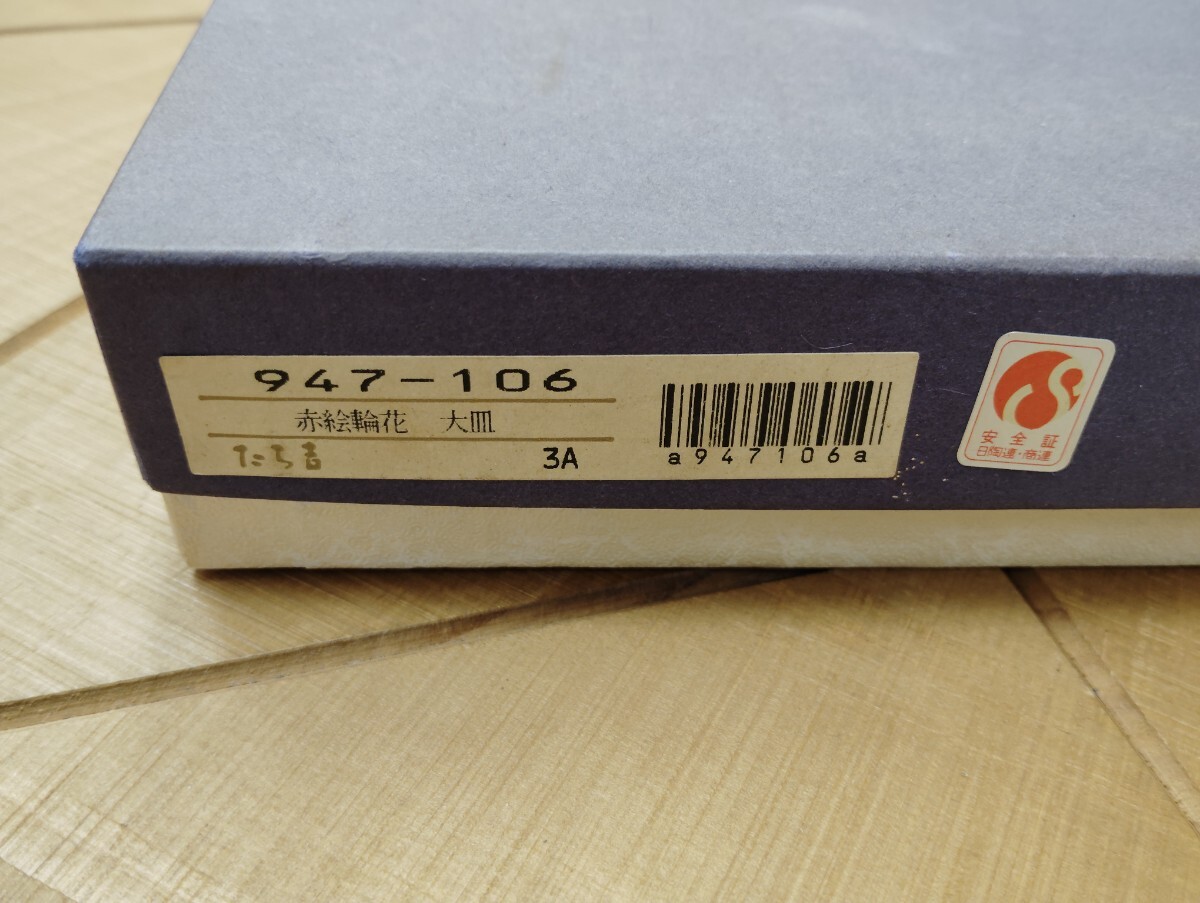 947-106
赤絵輪花　大皿
たち吉　3A
a947106a
安全証
日陶連・商連